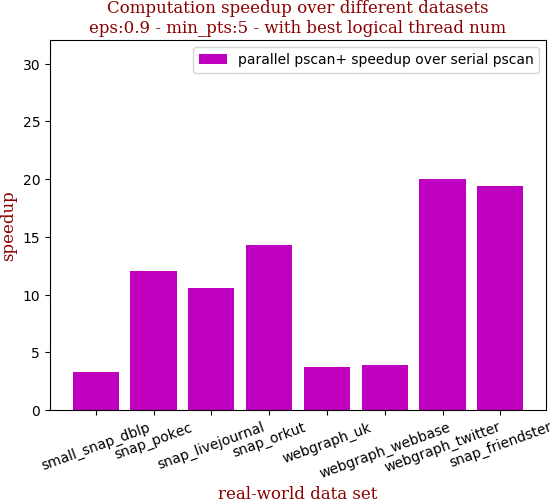 Computation speedup over different datasets
eps:0.9 - min_pts:5 - with best logical thread num
parallel pscan+ speedup over serial pscan
speedup
30
25
20
15
10
5
0
small_snap_dblp
snap_pokec
snap_livejournal
snap_orkut
webgraph_uk
webgraph_webbase
webgraph_twitter
snap_friendster
real-world data set